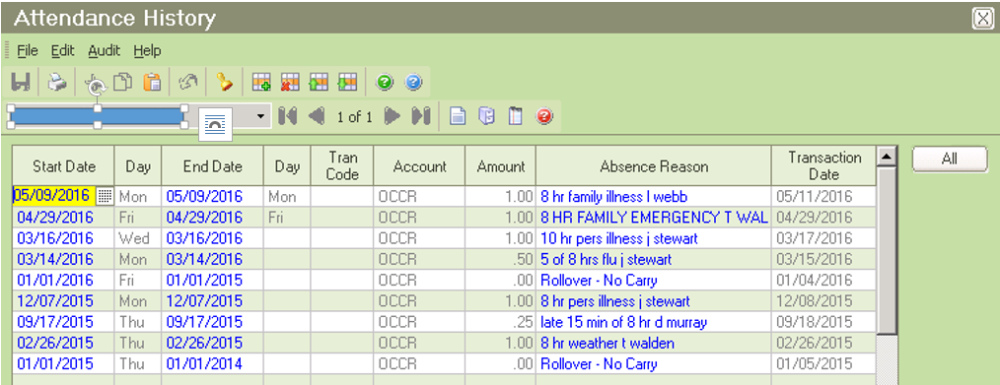 Attendance History
File Edit Audit Help
1 of 1
Start Date Day End Date Day Tran Code Account Amount Absence Reason Transaction Date All
05/09/2016 Mon 05/09/2016 Mon OCCR 1.00 8 hr family illness l webb 05/11/2016
04/29/2016 Fri 04/29/2016 Fri OCCR 1.00 8 HR FAMILY EMERGENCY T WAL 04/29/2016
03/16/2016 Wed 03/16/2016 OCCR 1.00 10 hr pers illness j stewart 03/17/2016
03/14/2016 Mon 03/14/2016 OCCR .50 5 of 8 hrs flu j stewart 03/15/2016
01/01/2016 Fri 01/01/2015 OCCR .00 Rollover - No Carry 01/04/2016
12/07/2015 Mon 12/07/2015 OCCR 1.00 8 hr pers illness j stewart 12/08/2015
09/17/2015 Thu 09/17/2015 OCCR .25 late 15 min of 8 hr d murray 09/18/2015
02/26/2015 Thu 02/26/2015 OCCR 1.00 8 hr weather t walden 02/26/2015
01/01/2015 Thu 01/01/2014 OCCR .00 Rollover - No Carry 01/05/2015